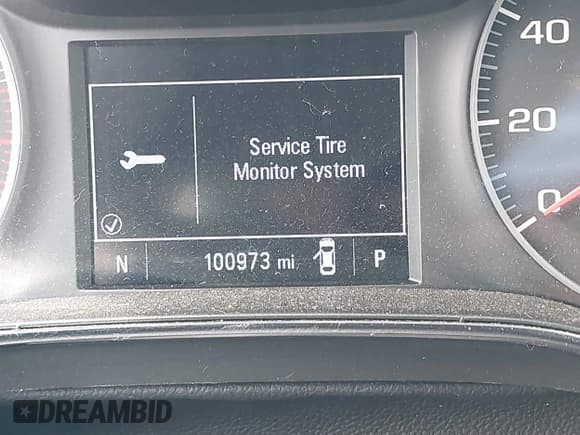 40
20
0
Service Tire
Monitor System
N 100973 mi P
DREAMBID